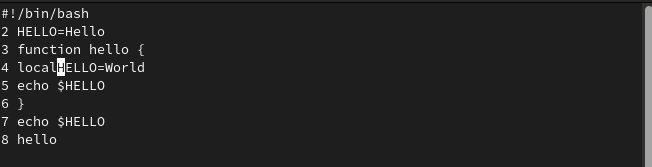 #!/bin/bash
2 HELLO=Hello
3 function hello {
4 localHELLO=World
5 echo $HELLO
6 }
7 echo $HELLO
8 hello